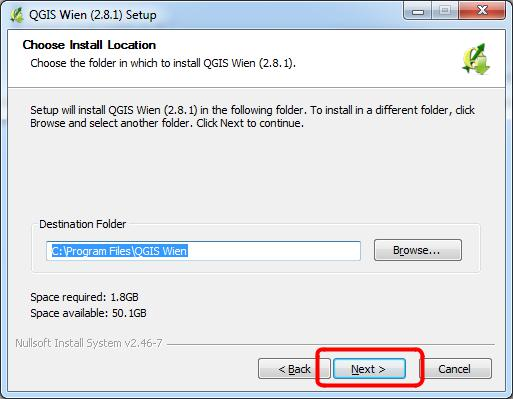 QGIS Wien (2.8.1) Setup
Choose Install Location
Choose the folder in which to install QGIS Wien (2.8.1).
Setup will install QGIS Wien (2.8.1) in the following folder. To install in a different folder, click
Browse and select another folder. Click Next to continue.
Destination Folder
C:\Program Files\QGIS Wien
Browse...
Space required: 1.8GB
Space available: 50.1GB
Nullsoft Install System v2.46-7
< Back
Next >
Cancel